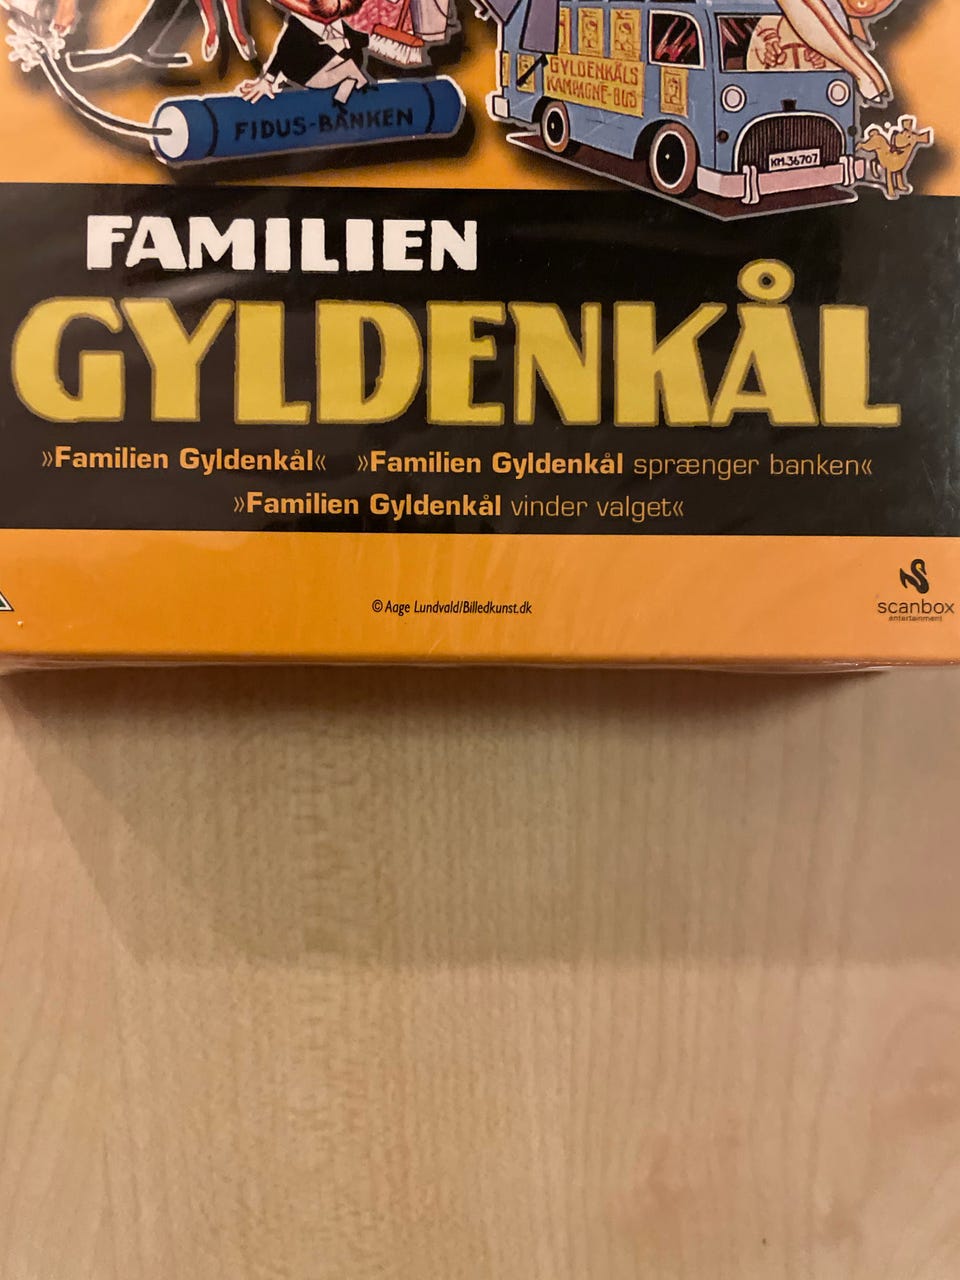 FIDUS-BANKEN
GYLDENKÅLS
KAMPAGNE-BUS
KM.36707
FAMILIEN
GYLDENKÅL
»Familien Gyldenkål« »Familien Gyldenkål sprænger banken«
»Familien Gyldenkål vinder valget«
© Aage Lundvald/Billedkunst.dk
scanbox
entertainment